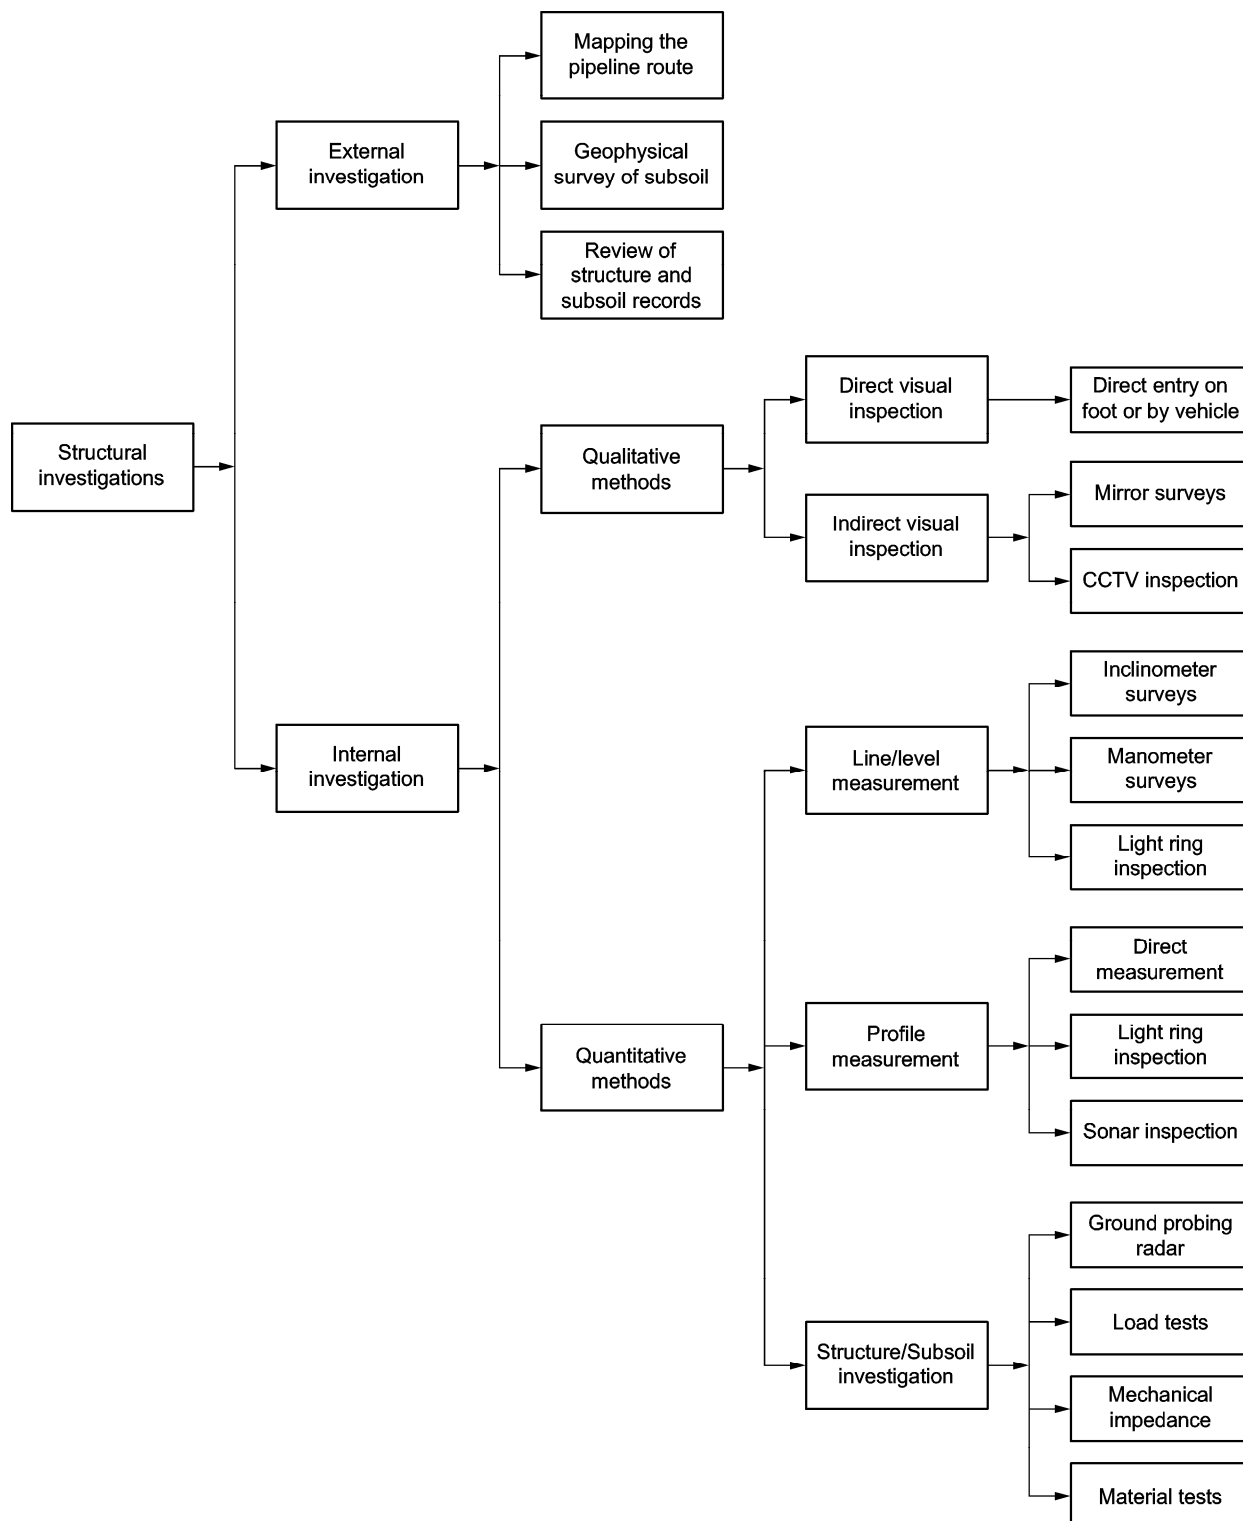 Mapping the
pipeline route
External
investigation
Geophysical
survey of subsoil
Review of
structure and
subsoil records
Structural
investigations
Qualitative
methods
Direct visual
inspection
Direct entry on
foot or by vehicle
Indirect visual
inspection
Mirror surveys
CCTV inspection
Internal
investigation
Line/level
measurement
Inclinometer
surveys
Manometer
surveys
Light ring
inspection
Quantitative
methods
Profile
measurement
Direct
measurement
Light ring
inspection
Sonar inspection
Structure/Subsoil
investigation
Ground probing
radar
Load tests
Mechanical
impedance
Material tests